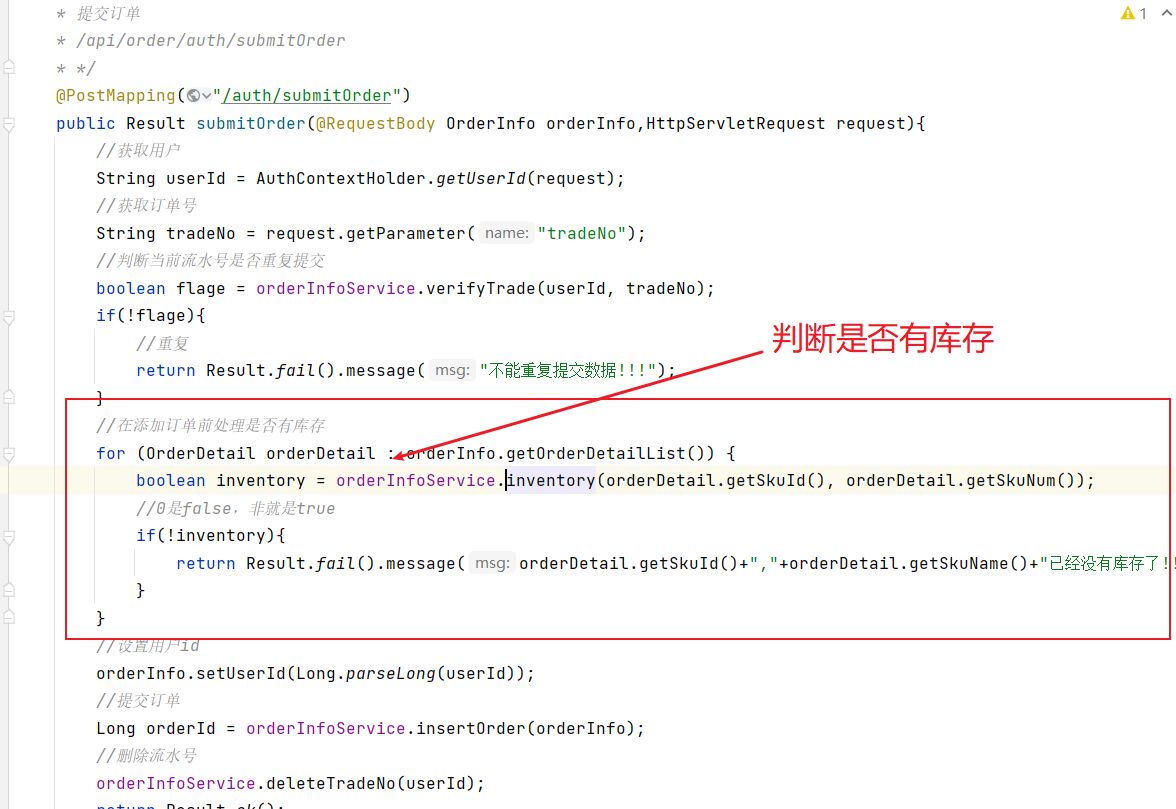 * 提交订单
1
* /api/order/auth/submitOrder
* */
@PostMapping("/auth/submitOrder")
public Result submitOrder(@RequestBody OrderInfo orderInfo,HttpServletRequest request){
//获取用户
String userId = AuthContextHolder.getUserId(request);
//获取订单号
String tradeNo = request.getParameter( name: "tradeNo");
//判断当前流水号是否重复提交
boolean flage = orderInfoService.verifyTrade(userId, tradeNo);
if(!flage){
//重复
判断是否有库存
return Result.fail().message( msg: "不能重复提交数据!!!");
}
//在添加订单前处理是否有库存
for (OrderDetail orderDetail : orderInfo.getOrderDetailList()) {
boolean inventory = orderInfoService.inventory(orderDetail.getSkuId(), orderDetail.getSkuNum());
//0是false，非就是true
if(!inventory){
return Result.fail().message( msg: orderDetail.getSkuId()+","+orderDetail.getSkuName()+"已经没有库存了!
}
}
//设置用户id
orderInfo.setUserId(Long.parseLong(userId));
//提交订单
Long orderId = orderInfoService.insertOrder(orderInfo);
//删除流水号
orderInfoService.deleteTradeNo(userId);
return Result.ok();